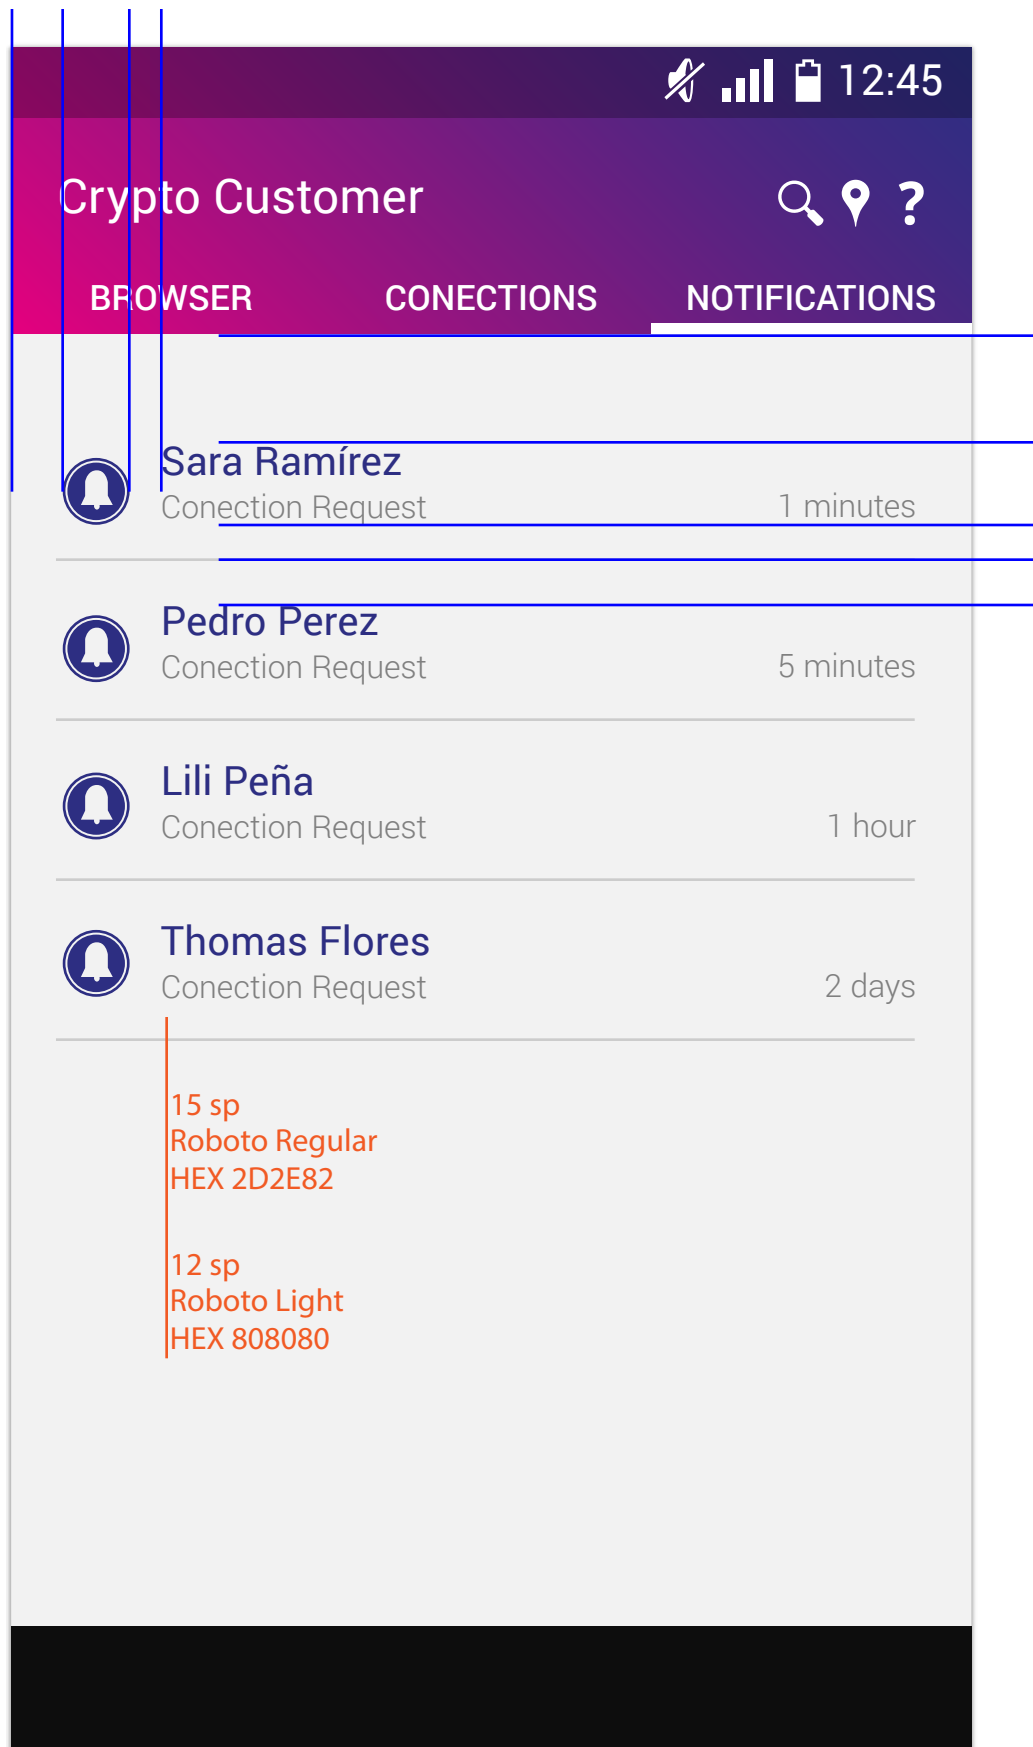 12:45
Crypto Customer
?
BROWSER CONECTIONS NOTIFICATIONS
Sara Ramírez
Conection Request 1 minutes
Pedro Perez
Conection Request 5 minutes
Lili Peña
Conection Request 1 hour
Thomas Flores
Conection Request 2 days
15 sp
Roboto Regular
HEX 2D2E82
12 sp
Roboto Light
HEX 808080